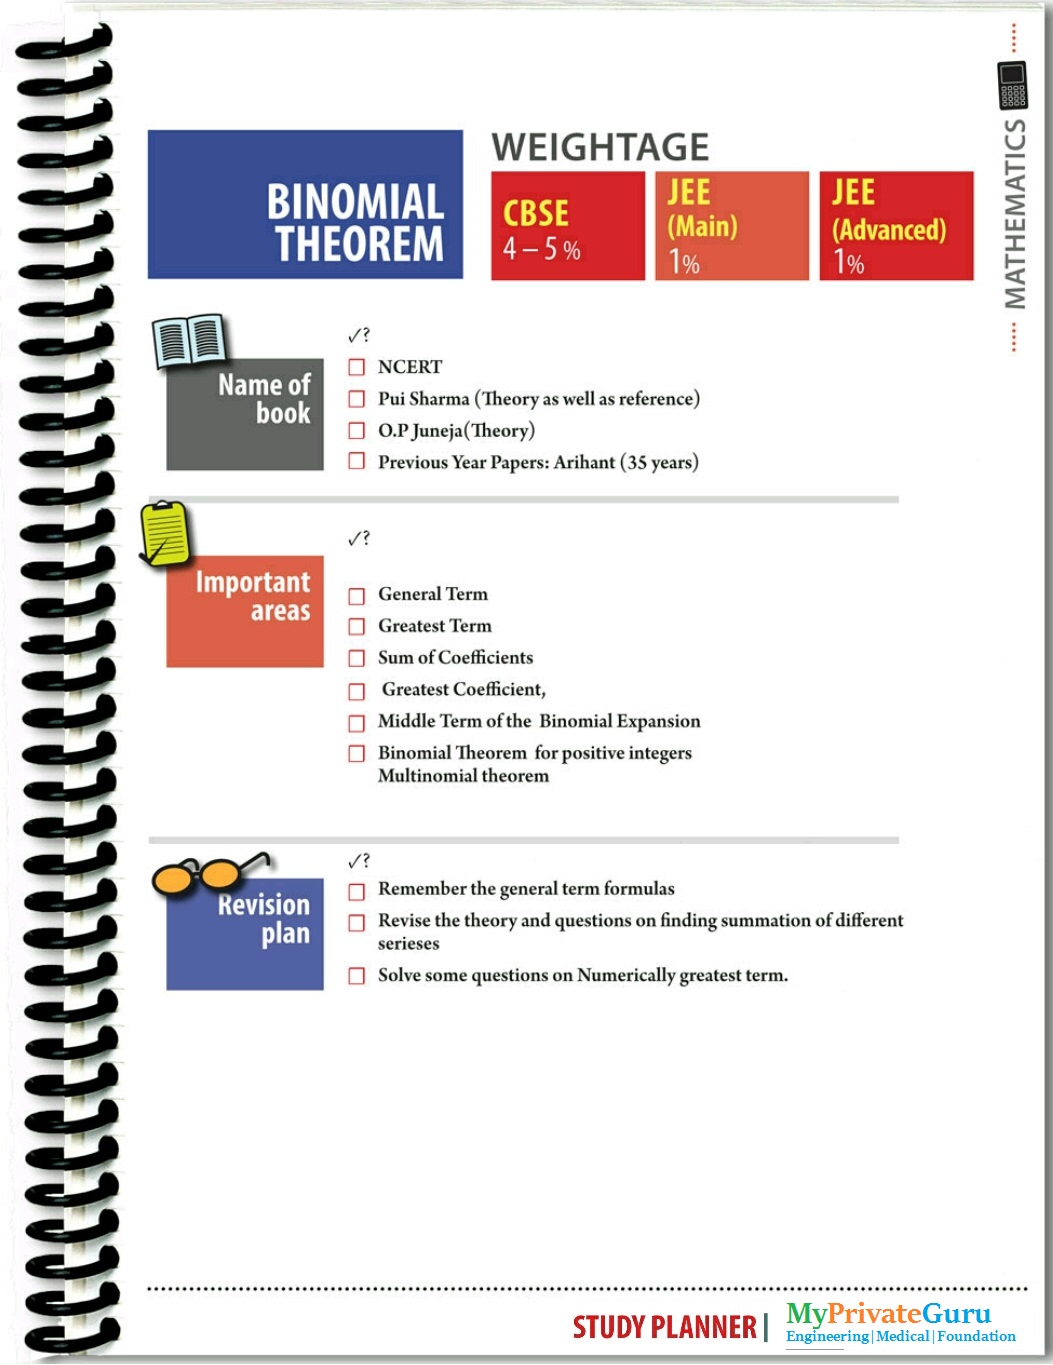 MATHEMATICS
BINOMIAL
THEOREM
WEIGHTAGE
CBSE
4 – 5 %
JEE
(Main)
1%
JEE
(Advanced)
1%
Name of
book
✓?
NCERT
Pui Sharma (Theory as well as reference)
O.P Juneja(Theory)
Previous Year Papers: Arihant (35 years)
Important
areas
✓?
General Term
Greatest Term
Sum of Coefficients
Greatest Coefficient,
Middle Term of the Binomial Expansion
Binomial Theorem for positive integers
Multinomial theorem
Revision
plan
✓?
Remember the general term formulas
Revise the theory and questions on finding summation of different
serieses
Solve some questions on Numerically greatest term.
STUDY PLANNER |
MyPrivateGuru
Engineering|Medical|Foundation